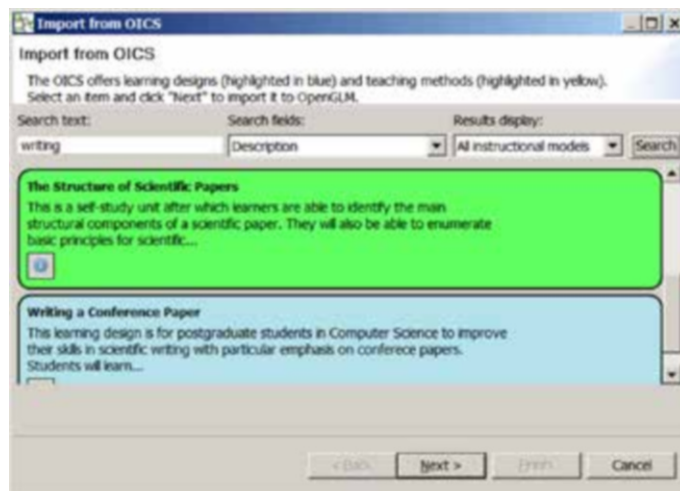 Import from OICS
Import from OICS
The OICS offers learning designs (highlighted in blue) and teaching methods (highlighted in yellow).
Select an item and click "Next" to import it to OpenGLM.
Search text: Search fields: Results display:
writing Description All instructional models Search
The Structure of Scientific Papers
This is a self-study unit after which learners are able to identify the main
structural components of a scientific paper. They will also be able to enumerate
basic principles for scientific...
Writing a Conference Paper
This learning design is for postgraduate students in Computer Science to improve
their skills in scientific writing with particular emphasis on conferece papers.
Students will learn...
< Back Next > Finish Cancel